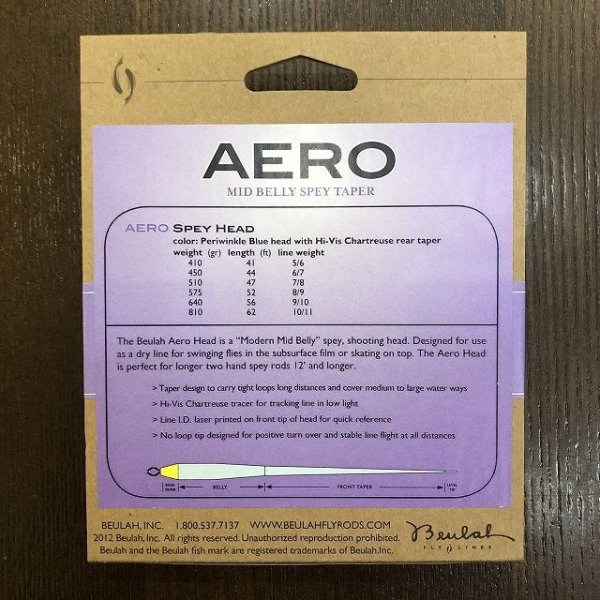 AERO
MID BELLY SPEY TAPER
AERO SPEY HEAD
color: Periwinkle Blue head with Hi-Vis Chartreuse rear taper
weight (gr) length (ft) line weight
410 41 5/6
450 44 6/7
510 47 7/8
575 52 8/9
640 56 9/10
810 62 10/11
The Beulah Aero Head is a "Modern Mid Belly" spey, shooting head. Designed for use
as a dry line for swinging flies in the subsurface film or skating on top. The Aero Head
is perfect for longer two hand spey rods 12' and longer.
> Taper design to carry tight loops long distances and cover medium to large water ways
> Hi-Vis Chartreuse tracer for tracking line in low light
> Line I.D. laser printed on front tip of head for quick reference
> No loop tip designed for positive turn over and stable line flight at all distances
REAR TAPER BELLY FRONT TAPER LEVEL TIP
BEULAH, INC. 1.800.537.7137 WWW.BEULAHFLYRODS.COM
2012 Beulah, Inc. All rights reserved. Unauthorized reproduction prohibited.
Beulah and the Beulah fish mark are registered trademarks of Beulah.Inc.
Beulah
FLY LINES